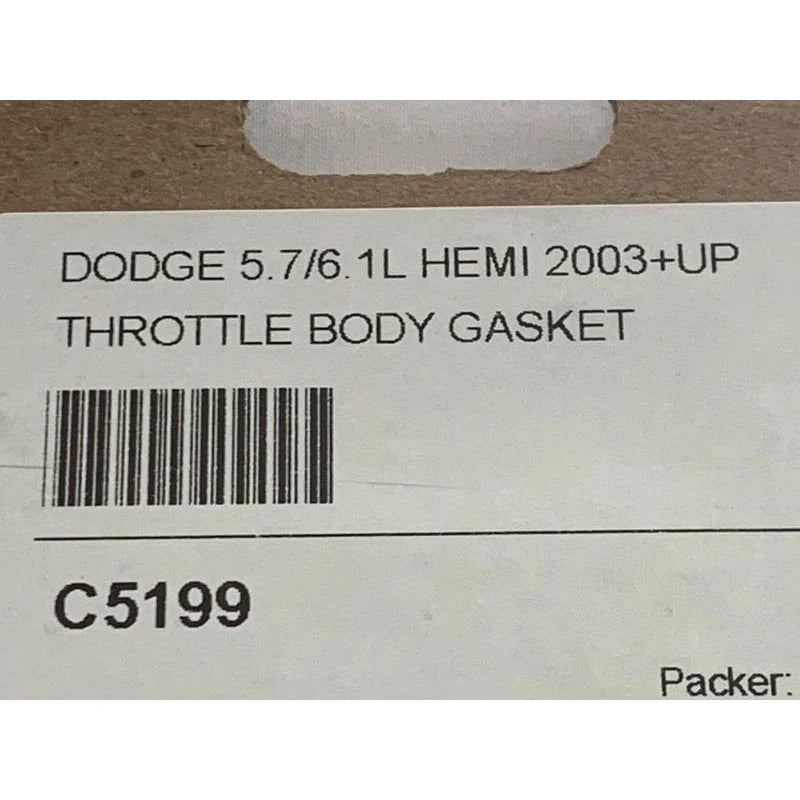 DODGE 5.7/6.1L HEMI 2003+UP
THROTTLE BODY GASKET
C5199
Packer: